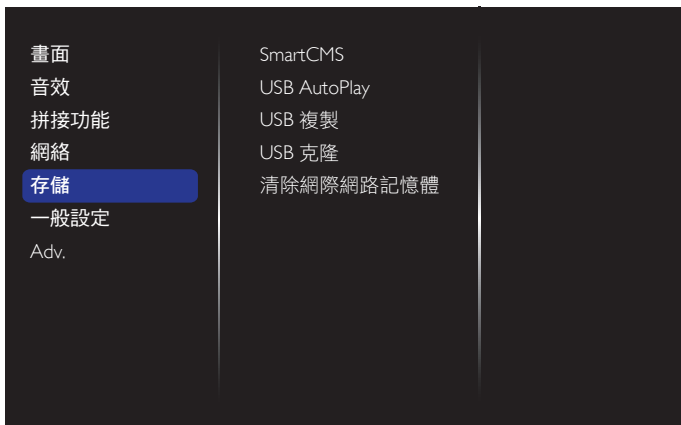 畫面
音效
拼接功能
網絡
存儲
一般設定
Adv.
SmartCMS
USB AutoPlay
USB 複製
USB 克隆
清除網際網路記憶體